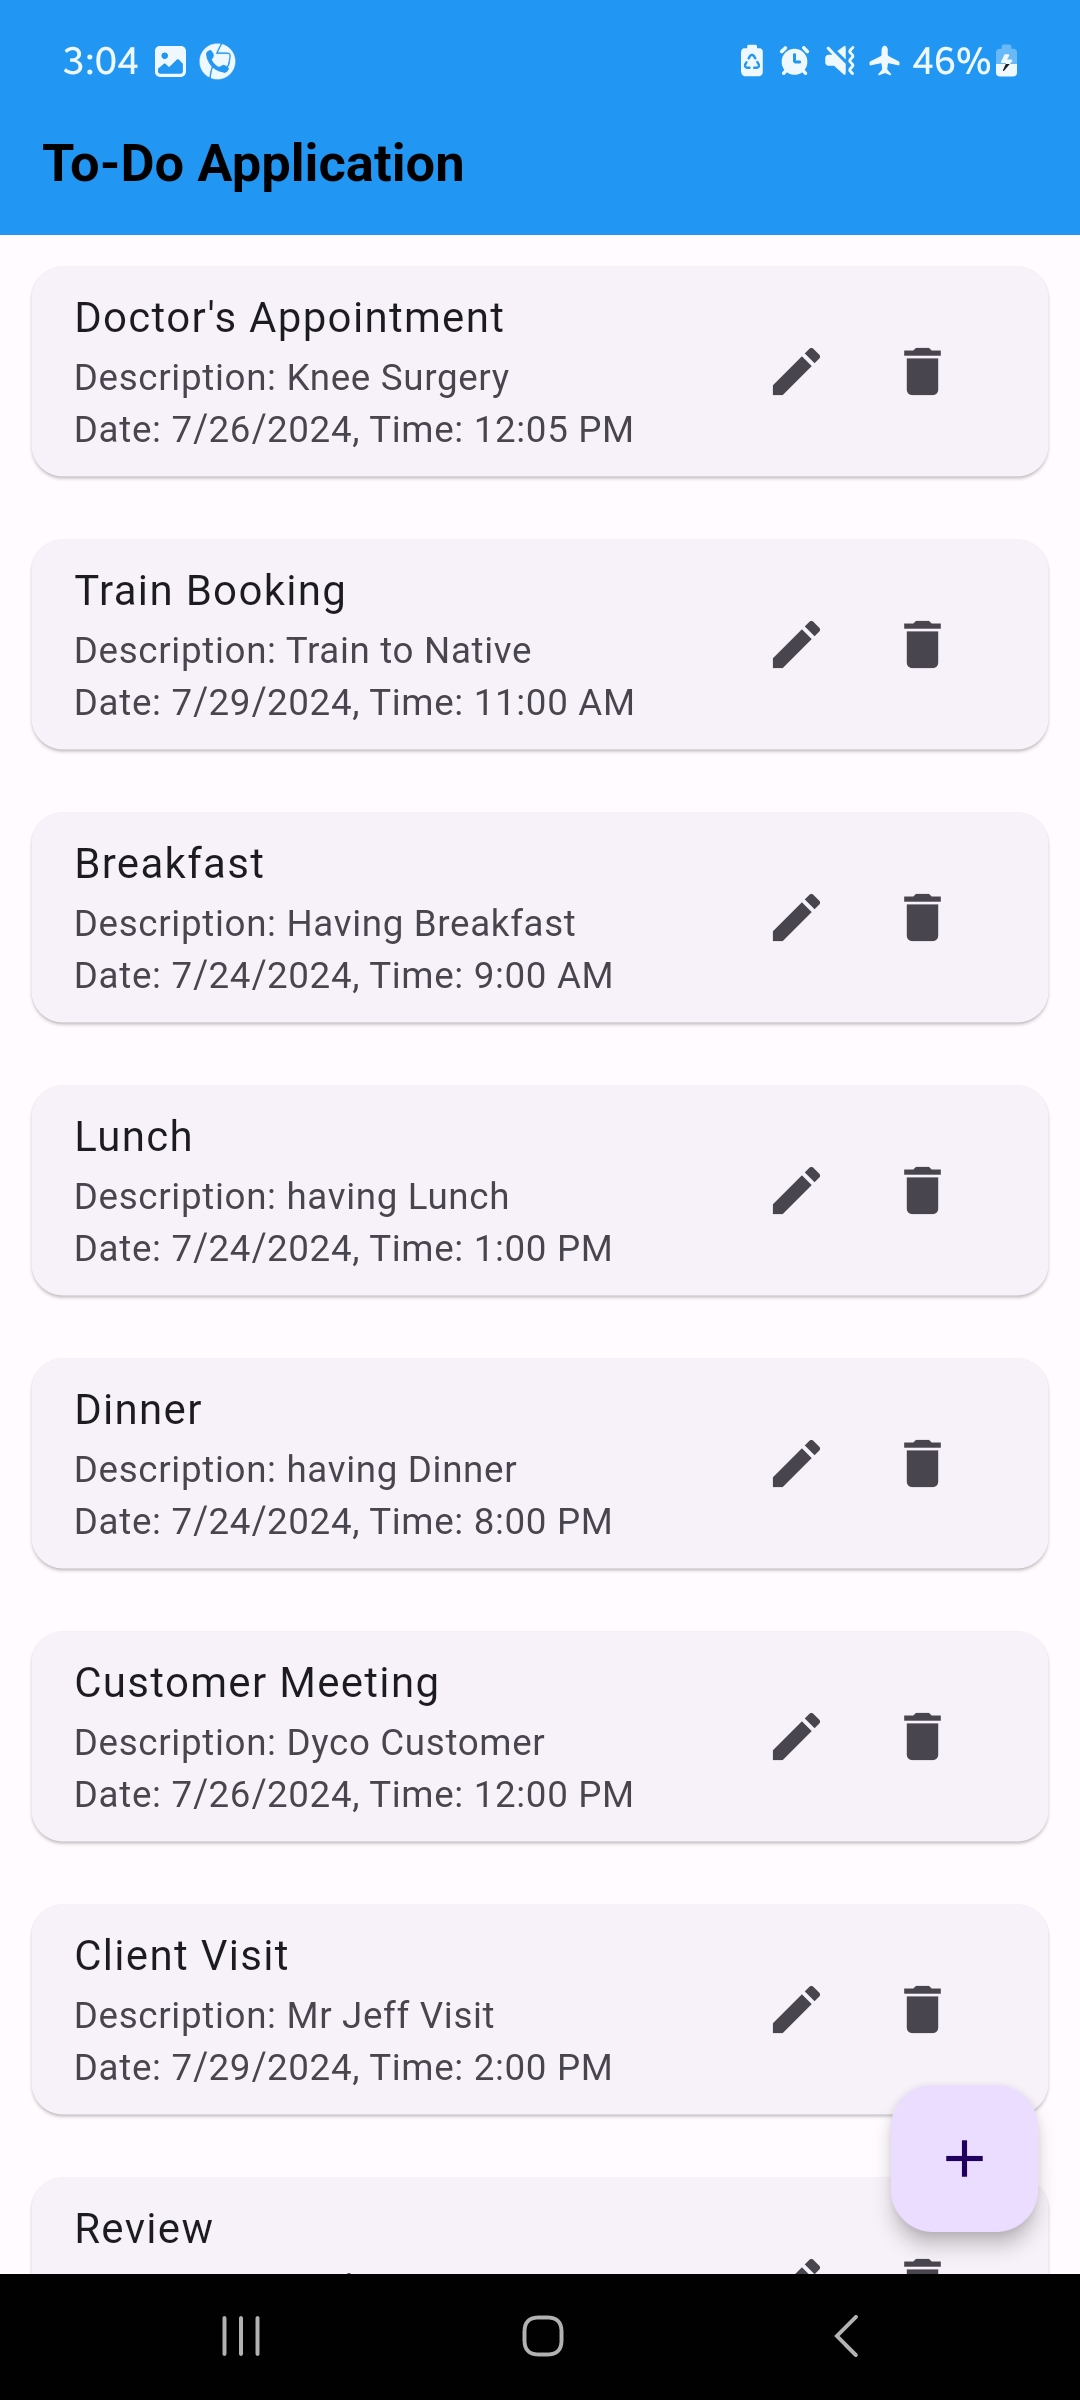 3:04 46%
To-Do Application
Doctor's Appointment
Description: Knee Surgery
Date: 7/26/2024, Time: 12:05 PM
Train Booking
Description: Train to Native
Date: 7/29/2024, Time: 11:00 AM
Breakfast
Description: Having Breakfast
Date: 7/24/2024, Time: 9:00 AM
Lunch
Description: having Lunch
Date: 7/24/2024, Time: 1:00 PM
Dinner
Description: having Dinner
Date: 7/24/2024, Time: 8:00 PM
Customer Meeting
Description: Dyco Customer
Date: 7/26/2024, Time: 12:00 PM
Client Visit
Description: Mr Jeff Visit
Date: 7/29/2024, Time: 2:00 PM
Review